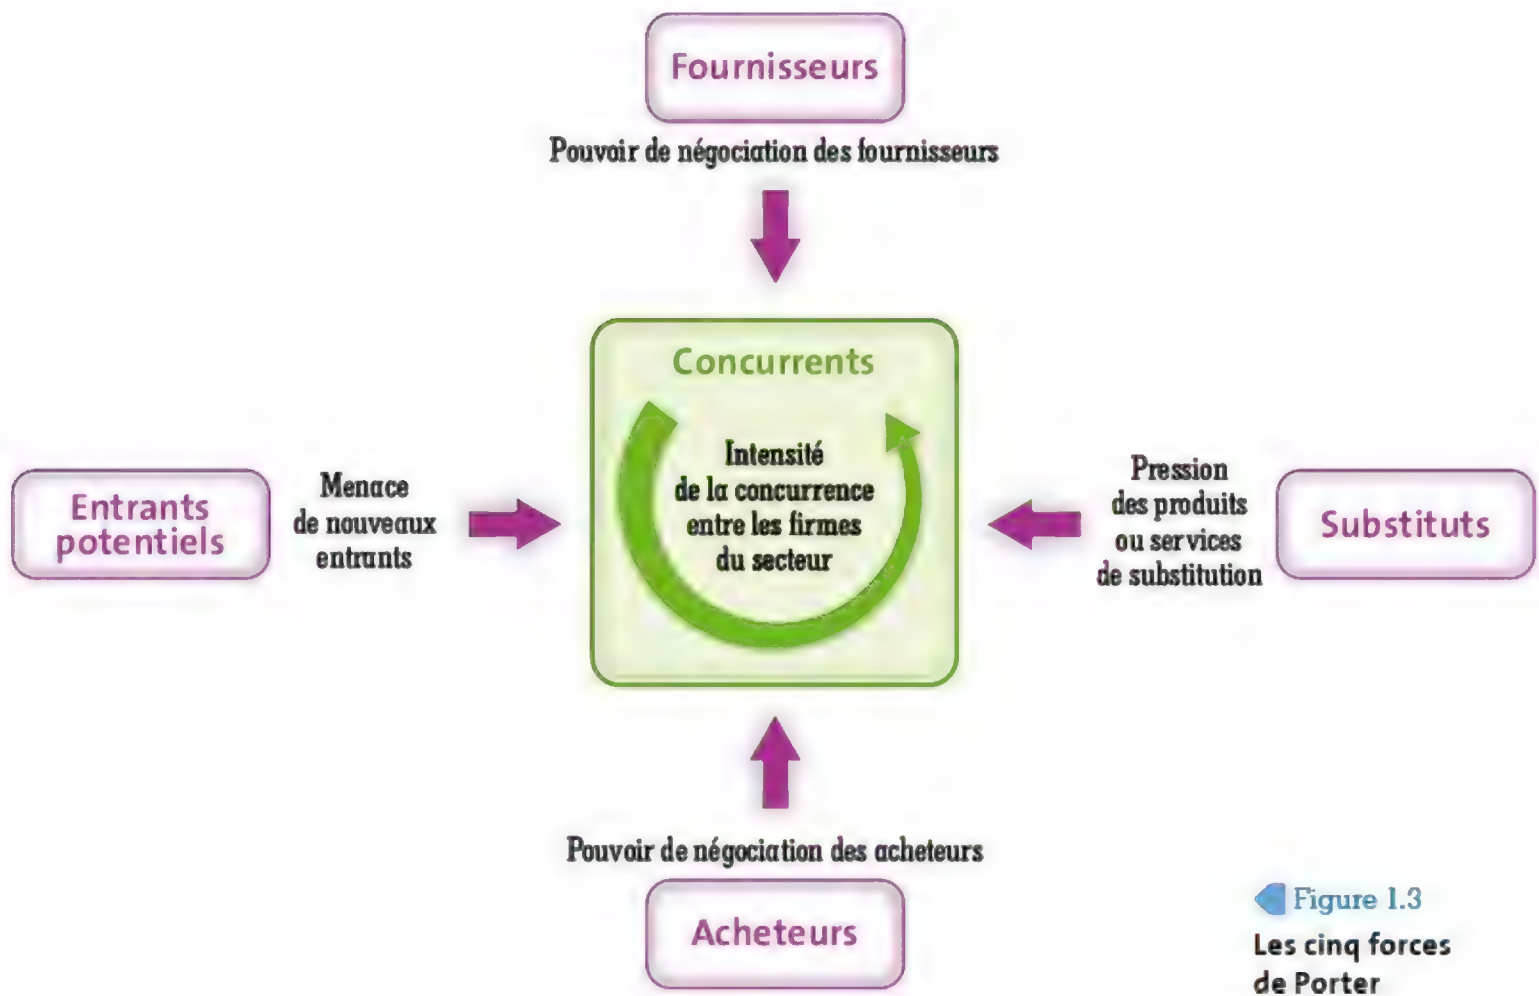 Fournisseurs
Pouvoir de négociation des fournisseurs
Concurrents
Intensité
de la concurrence
entre les firmes
du secteur
Entrants
potentiels
Menace
de nouveaux
entrants
Pression
des produits
ou services
de substitution
Substituts
Pouvoir de négociation des acheteurs
Acheteurs
Figure 1.3
Les cinq forces
de Porter